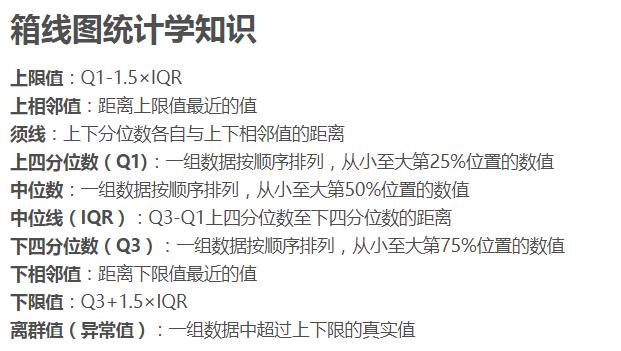 箱线图统计学知识
上限值：Q1-1.5×IQR
上相邻值：距离上限值最近的值
须线：上下分位数各自与上下相邻值的距离
上四分位数（Q1）：一组数据按顺序排列，从小至大第25%位置的数值
中位数：一组数据按顺序排列，从小至大第50%位置的数值
中位线（IQR）：Q3-Q1上四分位数至下四分位数的距离
下四分位数（Q3）：一组数据按顺序排列，从小至大第75%位置的数值
下相邻值：距离下限值最近的值
下限值：Q3+1.5×IQR
离群值（异常值）：一组数据中超过上下限的真实值